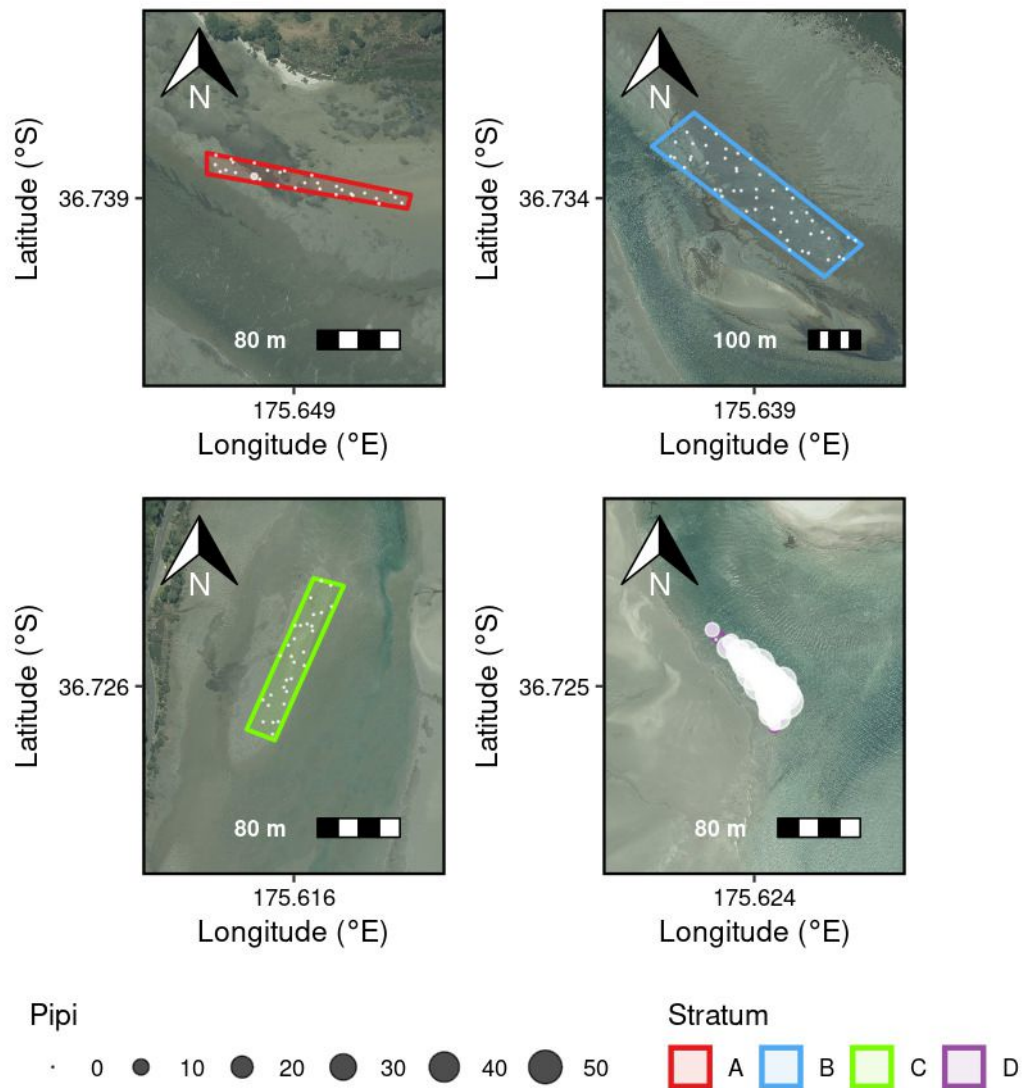 N
N
Latitude (°S)
36.739
80 m
175.649
Longitude (°E)
Latitude (°S)
36.734
100 m
175.639
Longitude (°E)
N
N
Latitude (°S)
36.726
80 m
175.616
Longitude (°E)
Latitude (°S)
36.725
80 m
175.624
Longitude (°E)
Pipi
0 10 20 30 40 50
Stratum
A B C D